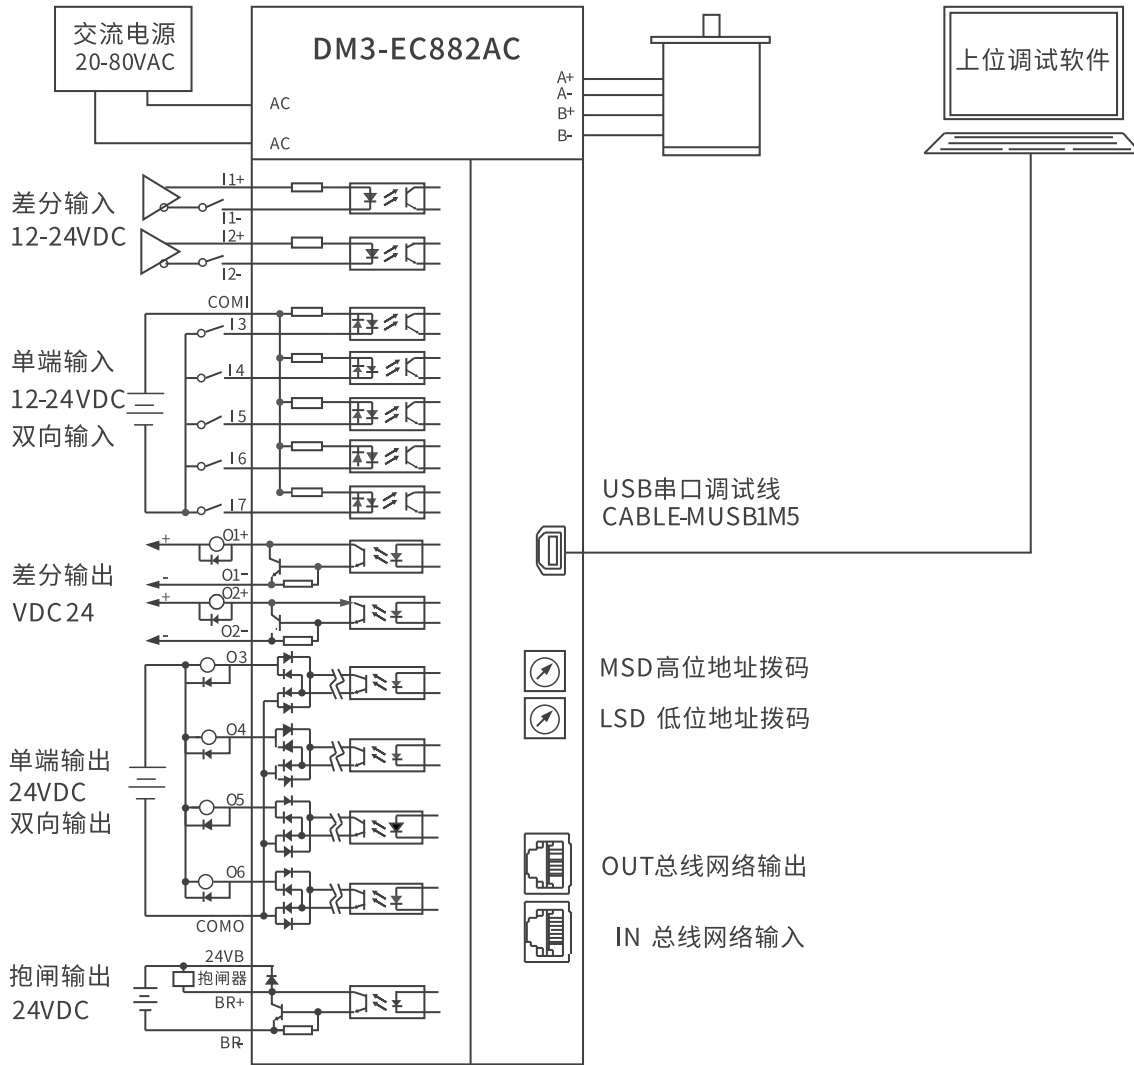 交流电源
20-80VAC
DM3-EC882AC
上位调试软件
AC
AC
A+
A-
B+
B-
差分输入
12-24VDC
I1+
I1-
I2+
I2-
COMI
I3
I4
I5
I6
I7
单端输入
12-24VDC
双向输入
USB串口调试线
CABLE-MUSB1M5
差分输出
VDC24
+
-
+
-
O1+
O1-
O2+
O2-
O3
O4
O5
O6
COMO
MSD高位地址拨码
LSD 低位地址拨码
单端输出
24VDC
双向输出
OUT总线网络输出
IN 总线网络输入
抱闸输出
24VDC
24VB
抱闸器
BR+
BR-